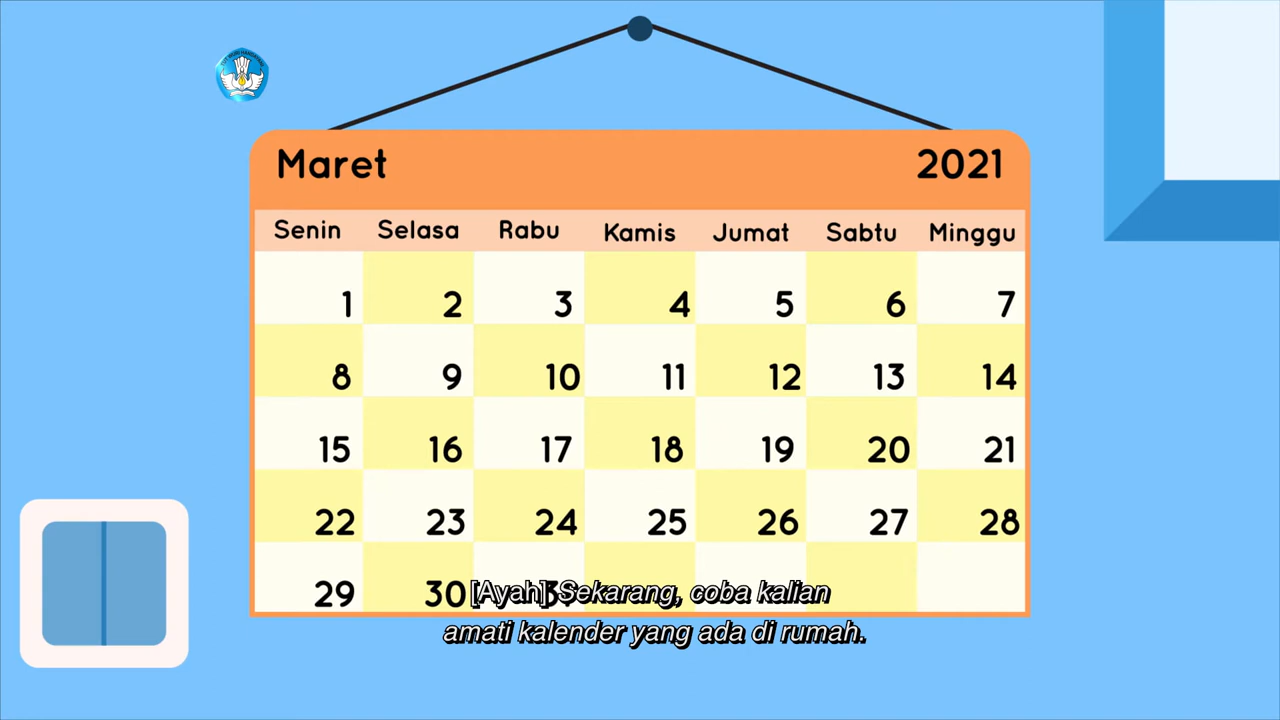 Maret 2021
Senin Selasa Rabu Kamis Jumat Sabtu Minggu
1 2 3 4 5 6 7
8 9 10 11 12 13 14
15 16 17 18 19 20 21
22 23 24 25 26 27 28
29 30 31
[Ayah] Sekarang, coba kalian
amati kalender yang ada di rumah.